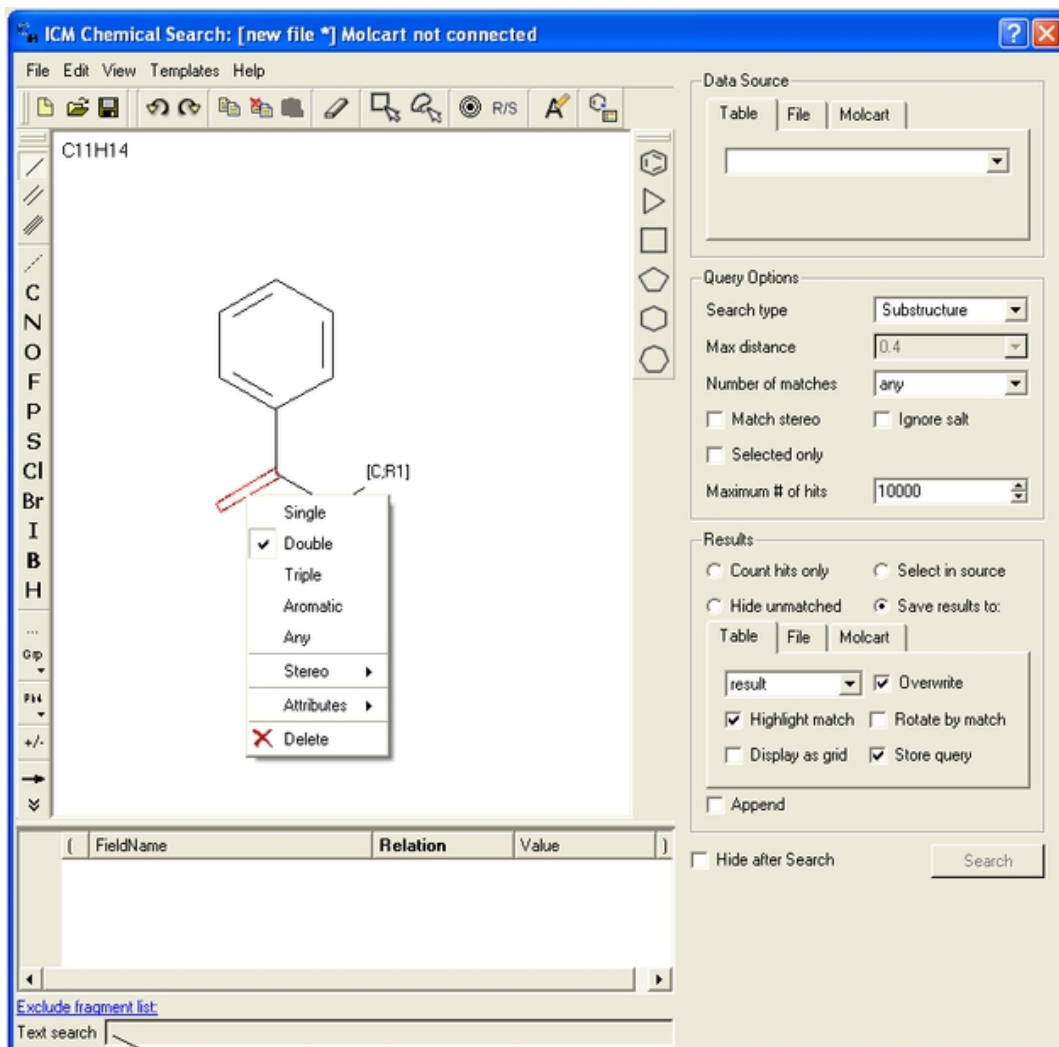 ICM Chemical Search: [new file *] Molcart not connected
File Edit View Templates Help
R/S
C11H14
C
N
O
F
P
S
Cl
Br
I
B
H
...
Grp
+/-
[C;R1]
Single
Double
Triple
Aromatic
Any
Stereo
Attributes
Delete
( FieldName Relation Value )
Exclude fragment list:
Text search
Data Source
Table File Molcart
Query Options
Search type Substructure
Max distance 0.4
Number of matches any
Match stereo Ignore salt
Selected only
Maximum # of hits 10000
Results
Count hits only Select in source
Hide unmatched Save results to:
Table File Molcart
result Overwrite
Highlight match Rotate by match
Display as grid Store query
Append
Hide after Search Search